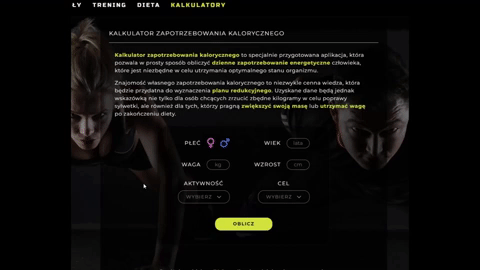 ŁY TRENING DIETA KALKULATORY
KALKULATOR ZAPOTRZEBOWANIA KALORYCZNEGO
Kalkulator zapotrzebowania kalorycznego to specjalnie przygotowana aplikacja, która
pozwala w prosty sposób obliczyć dzienne zapotrzebowanie energetyczne człowieka,
które jest niezbędne w celu utrzymania optymalnego stanu organizmu.
Znajomość własnego zapotrzebowania kalorycznego to niezwykle cenna wiedza, która
będzie przydatna do wyznaczenia planu redukcyjnego. Uzyskane dane będą jednak
wskazówką nie tylko dla osób chcących zrzucić zbędne kilogramy w celu poprawy
sylwetki, ale również dla tych, którzy pragną zwiększyć swoją masę lub utrzymać wagę
po zakończeniu diety.
PŁEĆ WIEK lata
WAGA kg WZROST cm
AKTYWNOŚĆ CEL
WYBIERZ WYBIERZ
OBLICZ